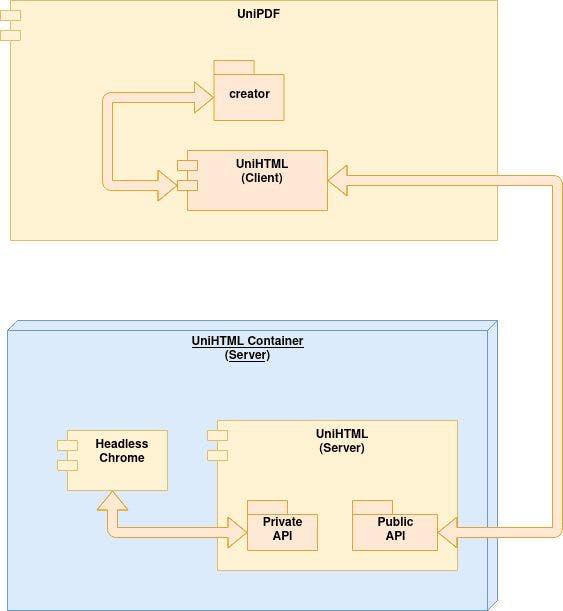 UniPDF
creator
UniHTML
(Client)
UniHTML Container
(Server)
Headless
Chrome
UniHTML
(Server)
Private
API
Public
API